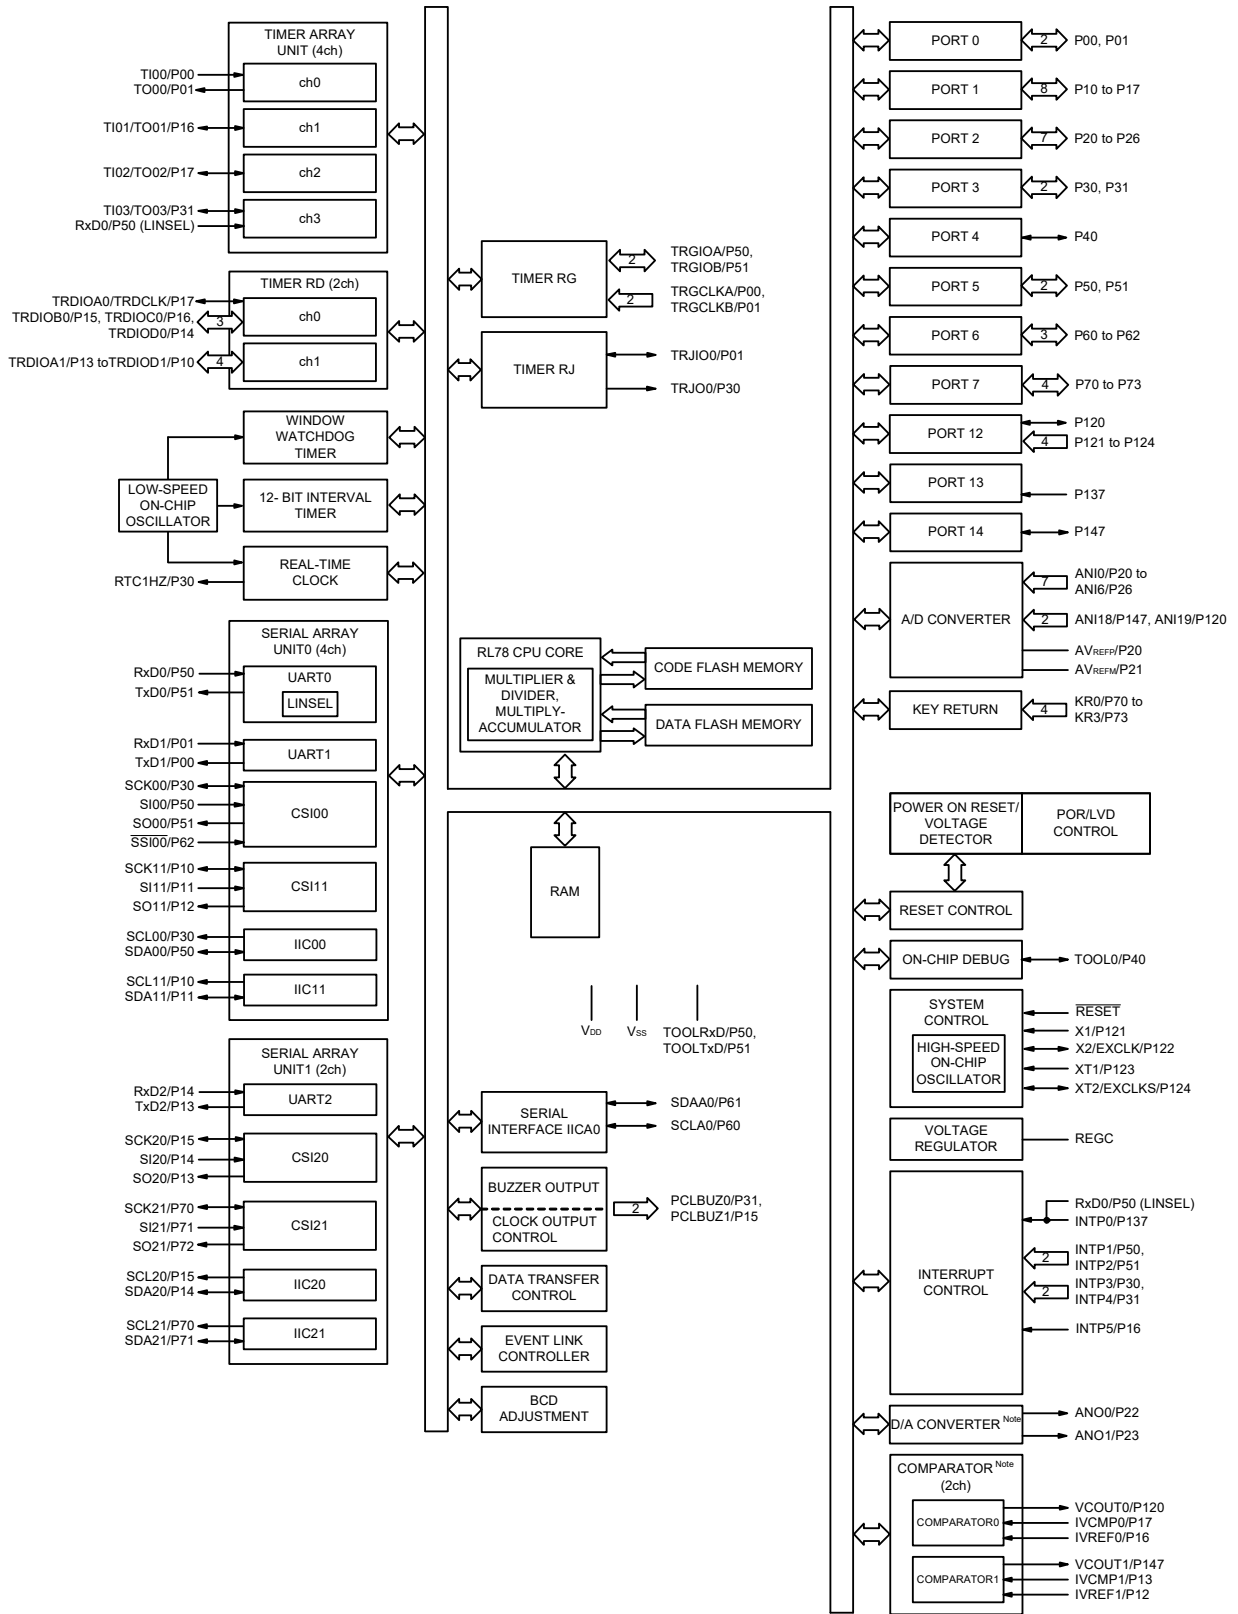 TIMER ARRAY
UNIT (4ch)
TI00/P00
TO00/P01
ch0
TI01/TO01/P16
ch1
TI02/TO02/P17
ch2
TI03/TO03/P31
RxD0/P50 (LINSEL)
ch3
TIMER RD (2ch)
TRDIOA0/TRDCLK/P17
TRDIOB0/P15, TRDIOC0/P16,
TRDIOD0/P14
3
ch0
TRDIOA1/P13 toTRDIOD1/P10
4
ch1
WINDOW
WATCHDOG
TIMER
LOW-SPEED
ON-CHIP
OSCILLATOR
12- BIT INTERVAL
TIMER
REAL-TIME
CLOCK
RTC1HZ/P30
SERIAL ARRAY
UNIT0 (4ch)
RxD0/P50
TxD0/P51
UART0
LINSEL
RxD1/P01
TxD1/P00
UART1
SCK00/P30
SI00/P50
SO00/P51
SSI00/P62
CSI00
SCK11/P10
SI11/P11
SO11/P12
CSI11
SCL00/P30
SDA00/P50
IIC00
SCL11/P10
SDA11/P11
IIC11
SERIAL ARRAY
UNIT1 (2ch)
RxD2/P14
TxD2/P13
UART2
SCK20/P15
SI20/P14
SO20/P13
CSI20
SCK21/P70
SI21/P71
SO21/P72
CSI21
SCL20/P15
SDA20/P14
IIC20
SCL21/P70
SDA21/P71
IIC21
TIMER RG
2
TRGIOA/P50,
TRGIOB/P51
2
TRGCLKA/P00,
TRGCLKB/P01
TIMER RJ
TRJIO0/P01
TRJO0/P30
RL78 CPU CORE
MULTIPLIER &
DIVIDER,
MULTIPLY-
ACCUMULATOR
CODE FLASH MEMORY
DATA FLASH MEMORY
RAM
VDD
VSS
TOOLRxD/P50,
TOOLTxD/P51
SERIAL
INTERFACE IICA0
SDAA0/P61
SCLA0/P60
BUZZER OUTPUT
CLOCK OUTPUT
CONTROL
2
PCLBUZ0/P31,
PCLBUZ1/P15
DATA TRANSFER
CONTROL
EVENT LINK
CONTROLLER
BCD
ADJUSTMENT
PORT 0
2
P00, P01
PORT 1
8
P10 to P17
PORT 2
7
P20 to P26
PORT 3
2
P30, P31
PORT 4
P40
PORT 5
2
P50, P51
PORT 6
3
P60 to P62
PORT 7
4
P70 to P73
PORT 12
P120
4
P121 to P124
PORT 13
P137
PORT 14
P147
A/D CONVERTER
7
ANI0/P20 to
ANI6/P26
2
ANI18/P147, ANI19/P120
AVREFP/P20
AVREFM/P21
KEY RETURN
4
KR0/P70 to
KR3/P73
POWER ON RESET/
VOLTAGE
DETECTOR
POR/LVD
CONTROL
RESET CONTROL
ON-CHIP DEBUG
TOOL0/P40
SYSTEM
CONTROL
HIGH-SPEED
ON-CHIP
OSCILLATOR
RESET
X1/P121
X2/EXCLK/P122
XT1/P123
XT2/EXCLKS/P124
VOLTAGE
REGULATOR
REGC
INTERRUPT
CONTROL
RxD0/P50 (LINSEL)
INTP0/P137
2
INTP1/P50,
INTP2/P51
2
INTP3/P30,
INTP4/P31
INTP5/P16
D/A CONVERTER Note
ANO0/P22
ANO1/P23
COMPARATOR Note
(2ch)
COMPARATOR0
VCOUT0/P120
IVCMP0/P17
IVREF0/P16
COMPARATOR1
VCOUT1/P147
IVCMP1/P13
IVREF1/P12